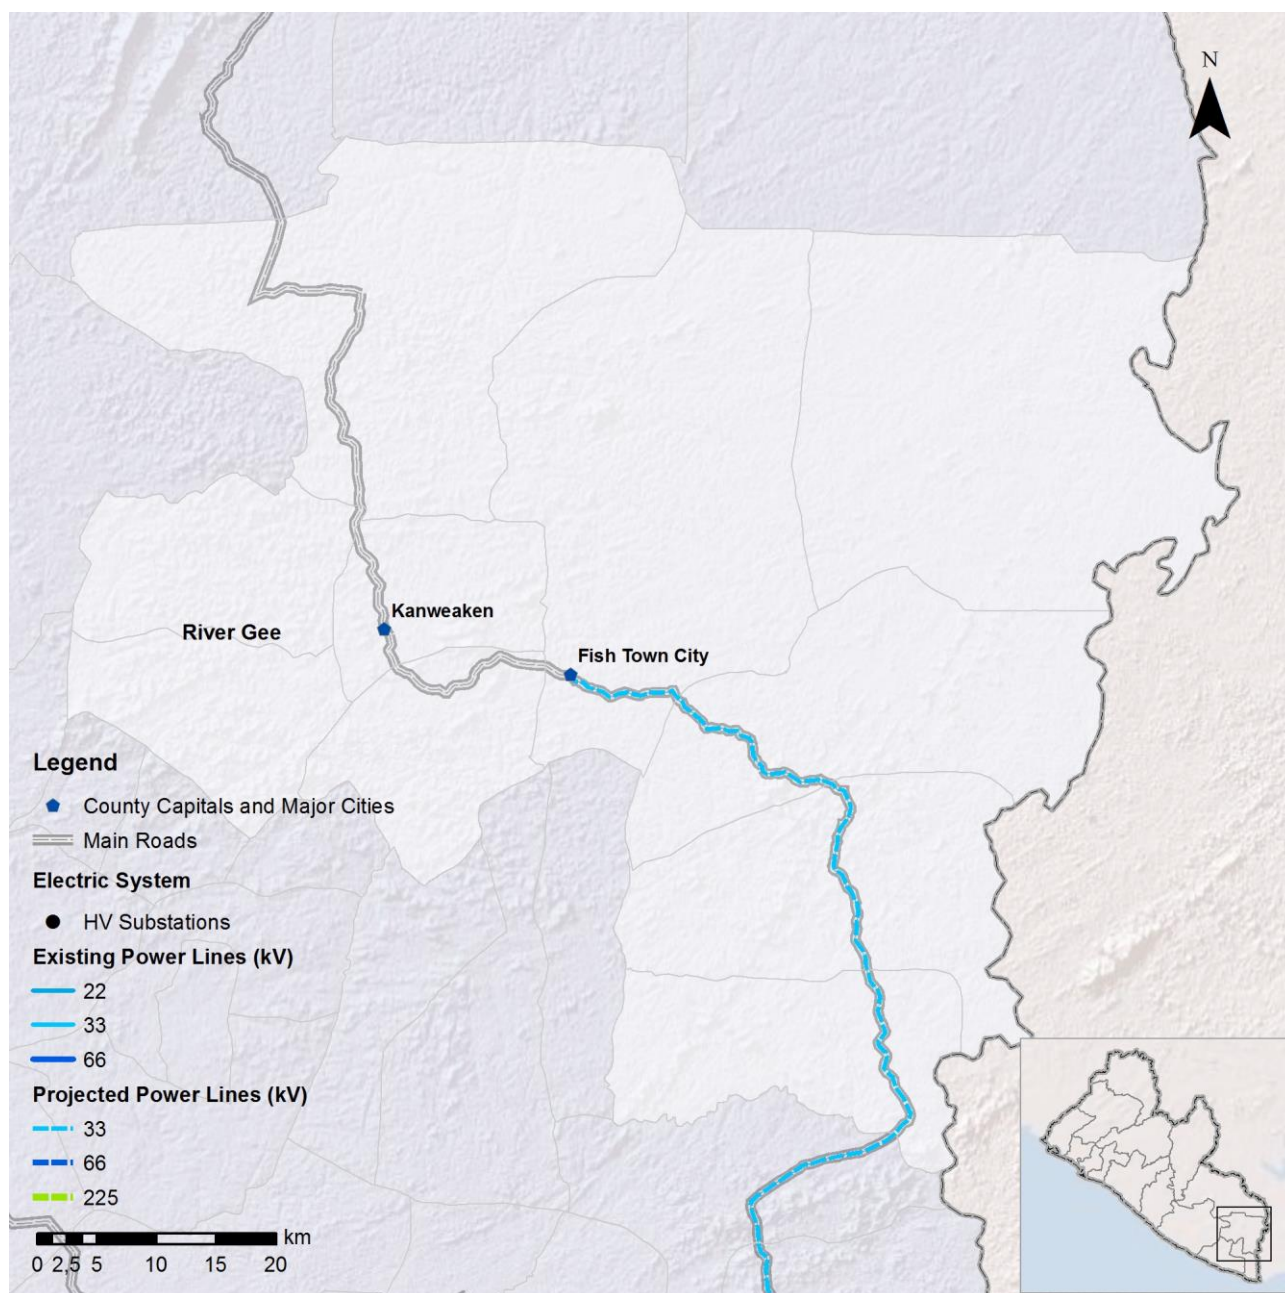 N
Kanweaken
River Gee
Fish Town City
Legend
County Capitals and Major Cities
Main Roads
Electric System
HV Substations
Existing Power Lines (kV)
22
33
66
Projected Power Lines (kV)
33
66
225
km
0 2.5 5 10 15 20